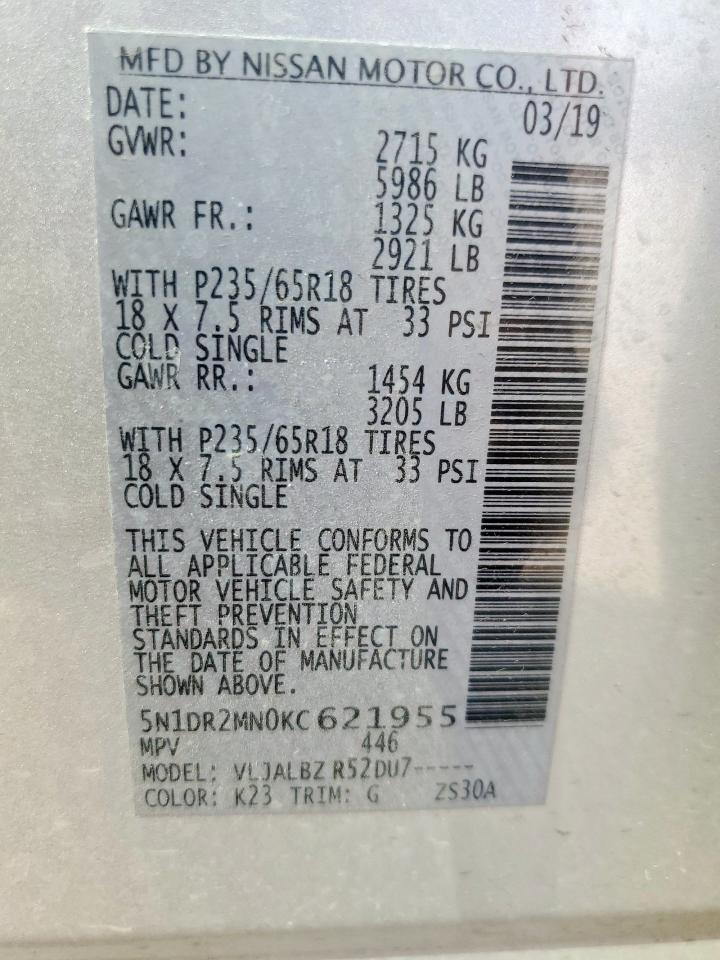 MFD BY NISSAN MOTOR CO., LTD.
DATE: 03/19
GVWR: 2715 KG
5986 LB
GAWR FR.: 1325 KG
2921 LB
WITH P235/65R18 TIRES
18 X 7.5 RIMS AT 33 PSI
COLD SINGLE
GAWR RR.: 1454 KG
3205 LB
WITH P235/65R18 TIRES
18 X 7.5 RIMS AT 33 PSI
COLD SINGLE
THIS VEHICLE CONFORMS TO
ALL APPLICABLE FEDERAL
MOTOR VEHICLE SAFETY AND
THEFT PREVENTION
STANDARDS IN EFFECT ON
THE DATE OF MANUFACTURE
SHOWN ABOVE.
5N1DR2MN0KC621955
MPV 446
MODEL: VLJALBZ R52DU7-----
COLOR: K23 TRIM: G ZS30A